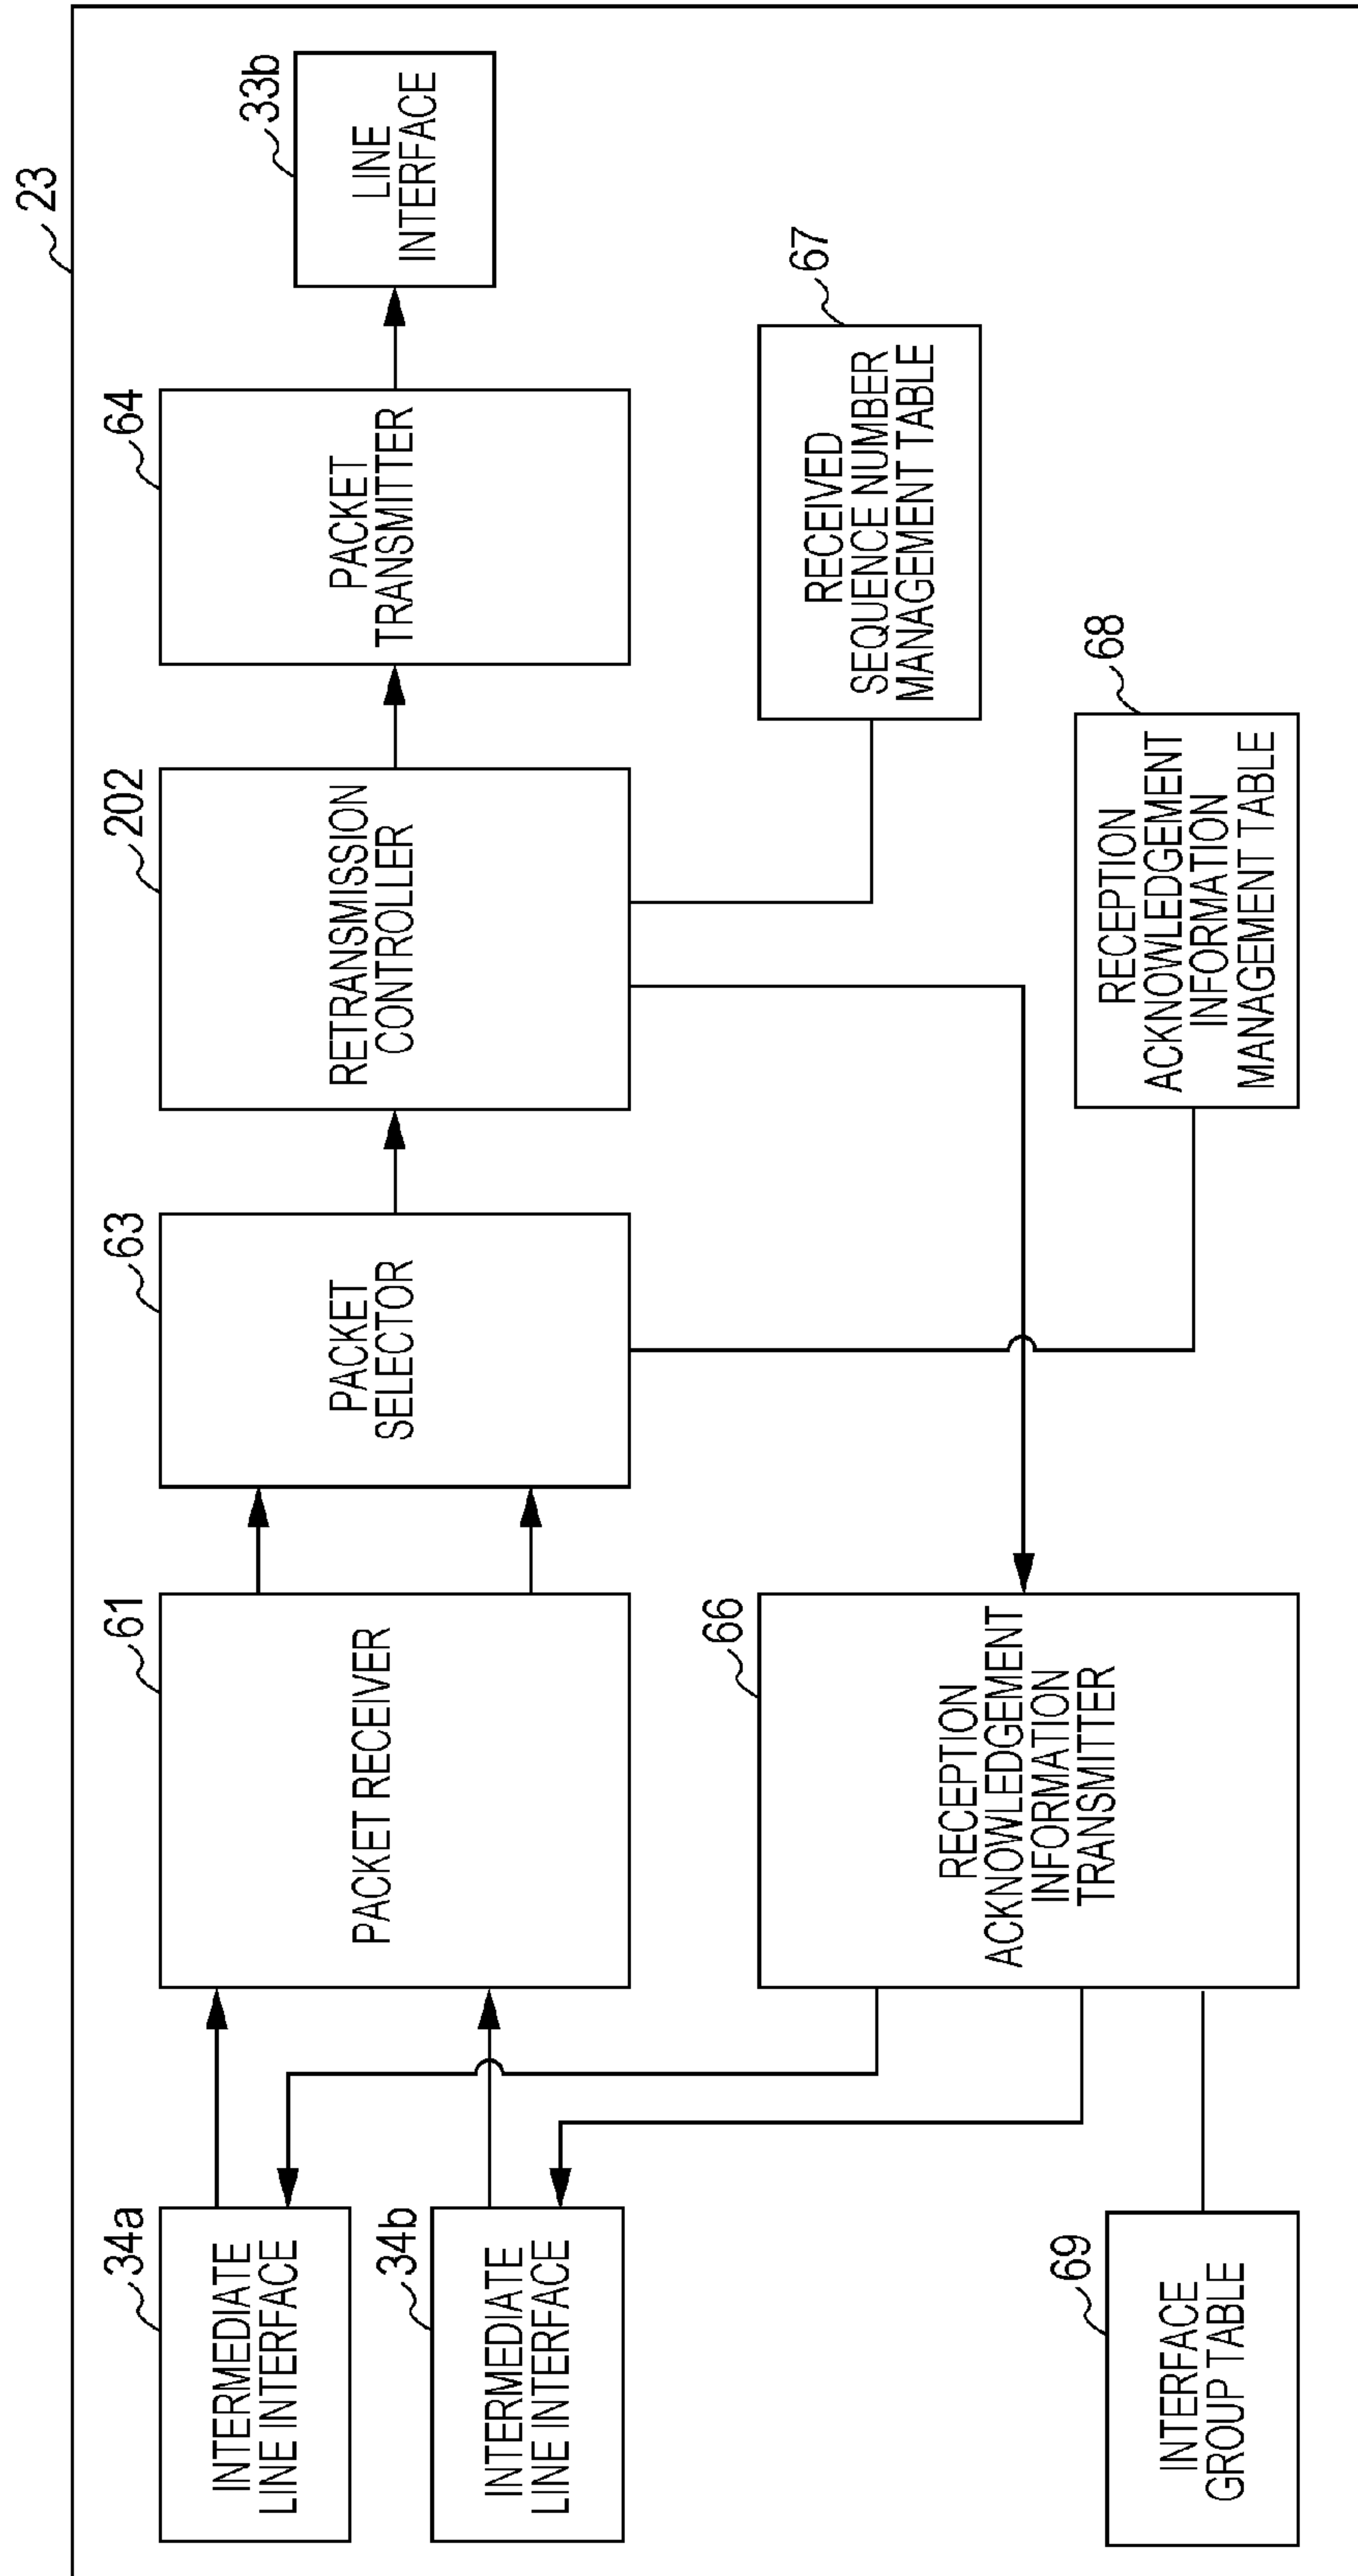 23
34a
INTERMEDIATE
LINE INTERFACE
34b
INTERMEDIATE
LINE INTERFACE
61
PACKET RECEIVER
63
PACKET
SELECTOR
202
RETRANSMISSION
CONTROLLER
64
PACKET
TRANSMITTER
33b
LINE
INTERFACE
69
INTERFACE
GROUP TABLE
66
RECEPTION
ACKNOWLEDGEMENT
INFORMATION
TRANSMITTER
68
RECEPTION
ACKNOWLEDGEMENT
INFORMATION
MANAGEMENT TABLE
67
RECEIVED
SEQUENCE NUMBER
MANAGEMENT TABLE